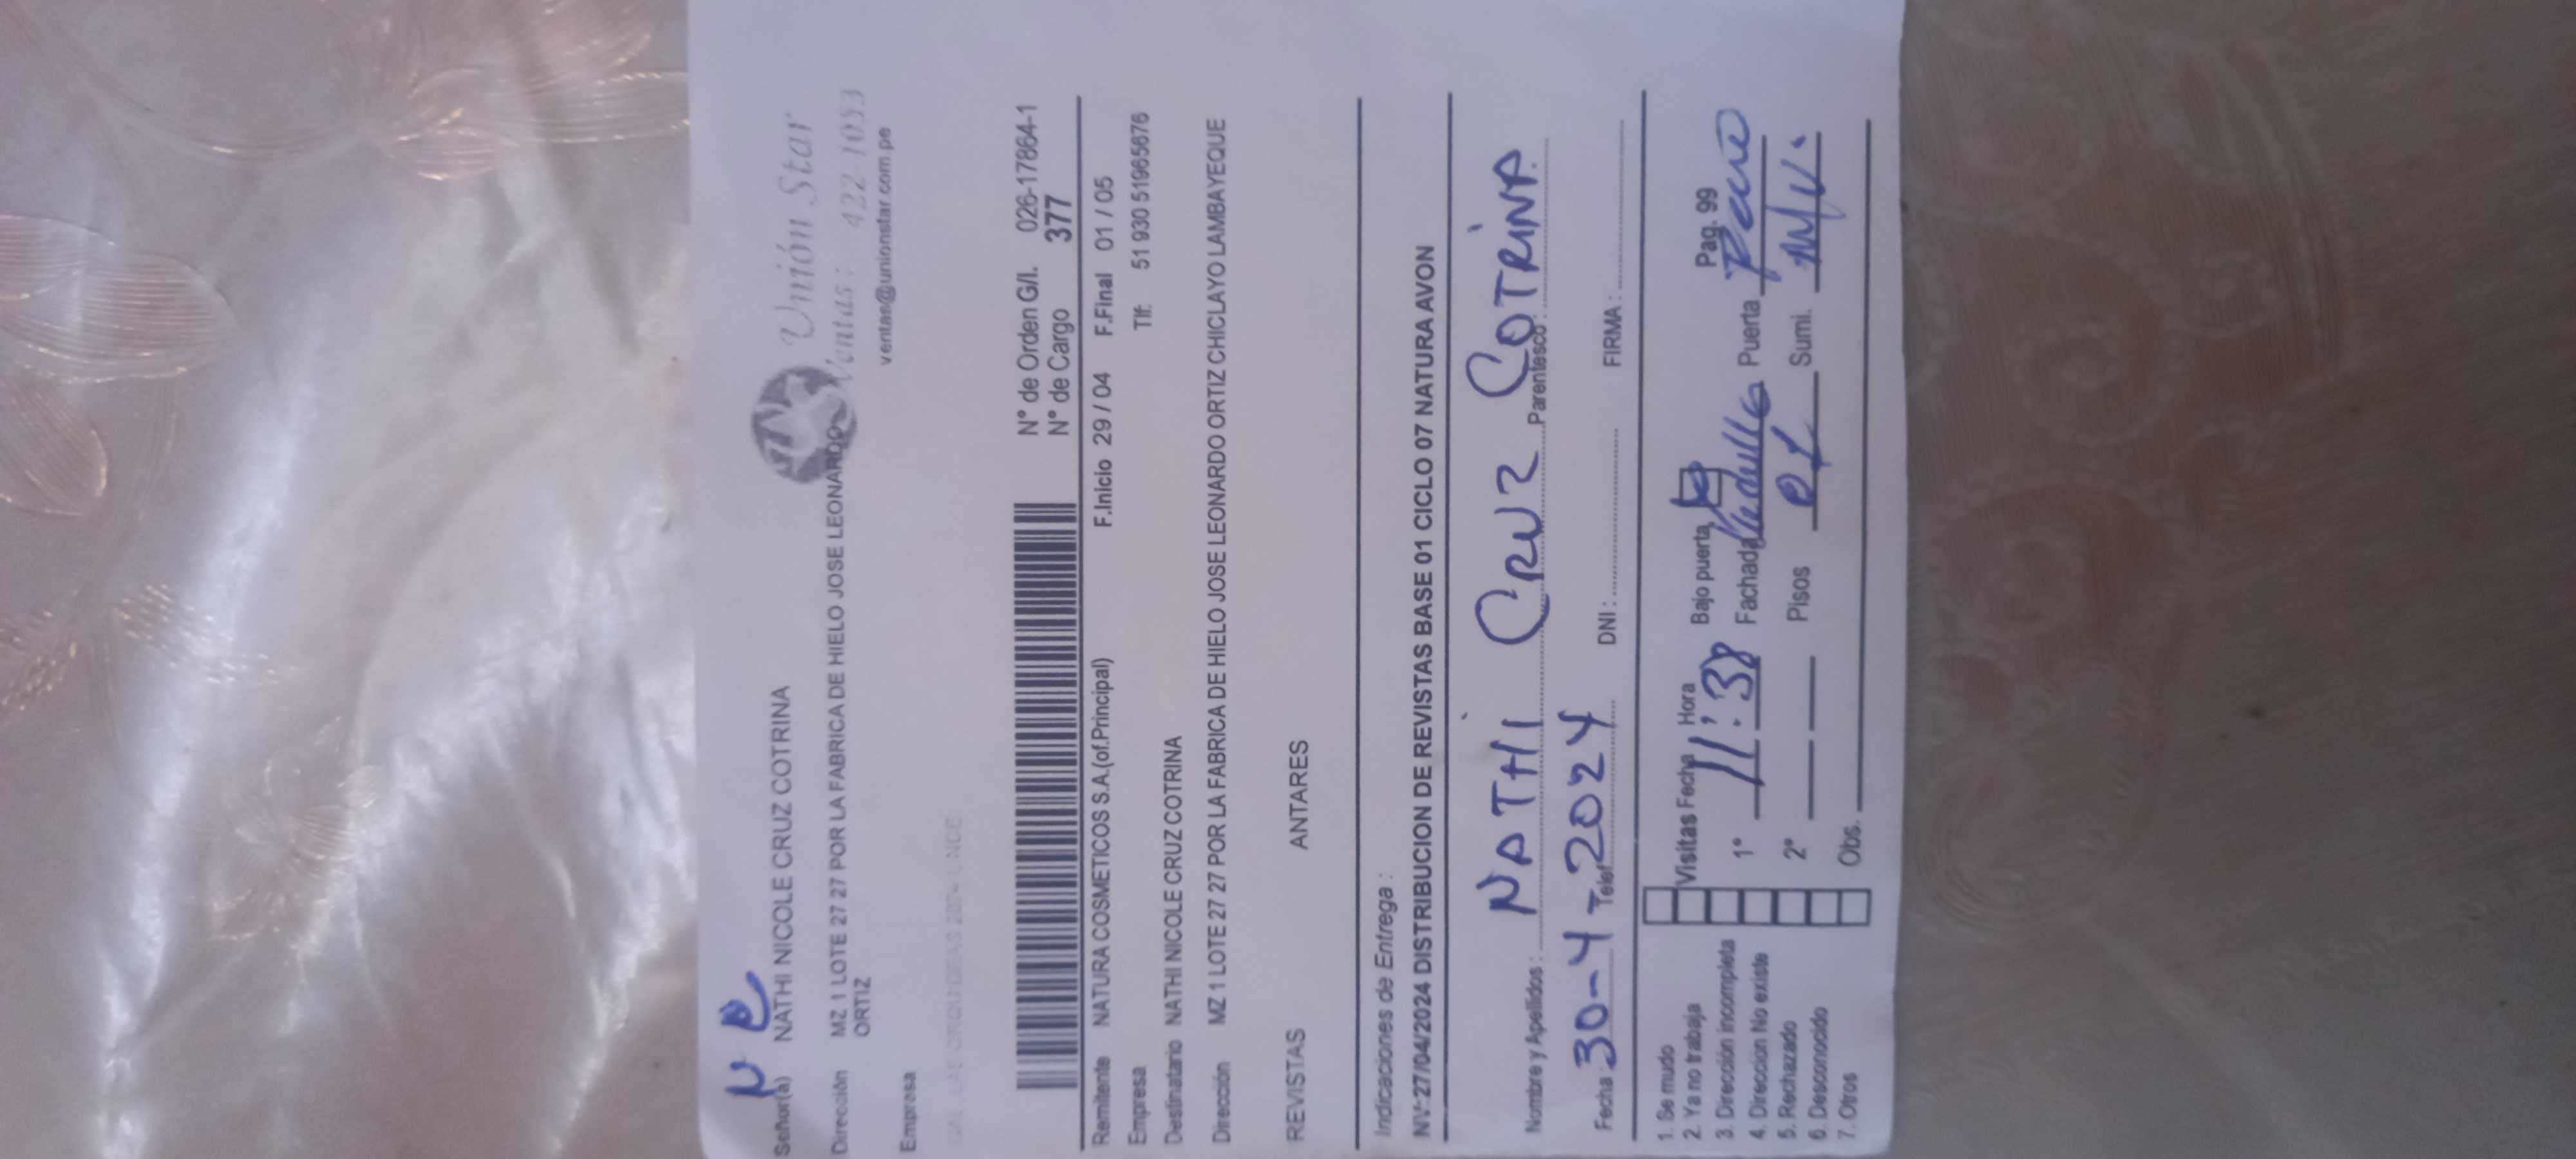 N e
Señor(a) NATHI NICOLE CRUZ COTRINA
Unión Star
Dirección MZ 1 LOTE 27 27 POR LA FABRICA DE HIELO JOSE LEONARDO
ORTIZ
Ventas: 422 1053
ventas@unionstar.com.pe
Empresa
N° de Orden G/I. 026-17864-1
N° de Cargo 377
Remitente NATURA COSMETICOS S.A.(of.Principal) F.Inicio 29 / 04 F.Final 01 / 05
Empresa Tlf: 51 930 51965676
Destinatario NATHI NICOLE CRUZ COTRINA
Dirección MZ 1 LOTE 27 27 POR LA FABRICA DE HIELO JOSE LEONARDO ORTIZ CHICLAYO LAMBAYEQUE
REVISTAS ANTARES
Indicaciones de Entrega :
NV-27/04/2024 DISTRIBUCION DE REVISTAS BASE 01 CICLO 07 NATURA AVON
Nombre y Apellidos : NATHI CRUZ COTRINA. Parentesco :
Fecha : 30-4-2024 Telef DNI : FIRMA :
1. Se mudo
2. Ya no trabaja
3. Dirección incompleta
4. Direccion No existe
5. Rechazado
6. Desconocido
7. Otros
Visitas Fecha Hora Bajo puerta Pag. 99
1° 11:38 Fachada Ladrillo Puerta
2° Pisos Sumi.
Obs.